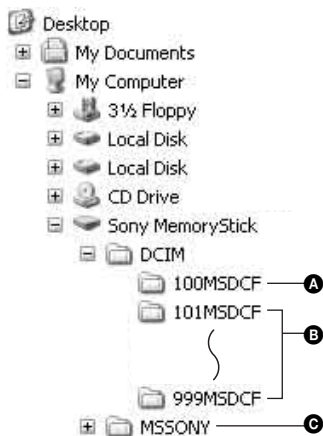 Desktop
My Documents
My Computer
3½ Floppy
Local Disk
Local Disk
CD Drive
Sony MemoryStick
DCIM
100MSDCF A
101MSDCF
B
999MSDCF
MSSONY C